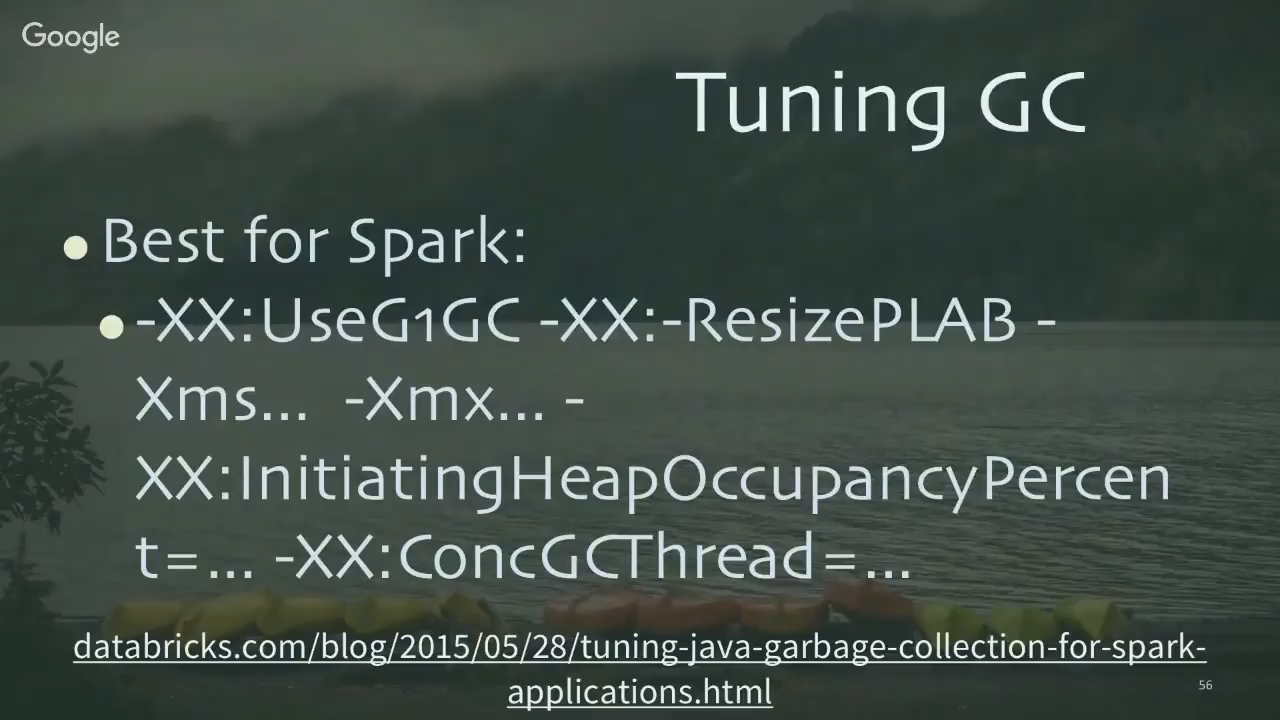 Google
Tuning GC
Best for Spark:
-XX:UseG1GC -XX:-ResizePLAB -
Xms... -Xmx... -
XX:InitiatingHeapOccupancyPercen
t=... -XX:ConcGCThread=...
databricks.com/blog/2015/05/28/tuning-java-garbage-collection-for-spark-
applications.html
56